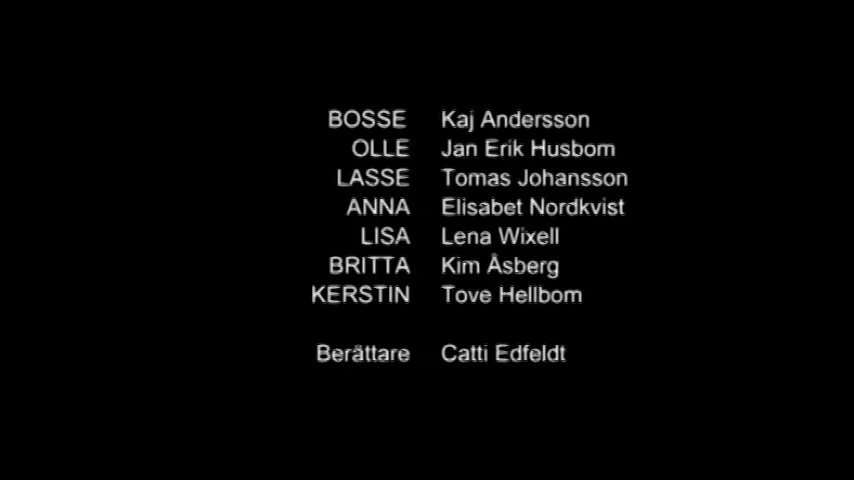 BOSSE Kaj Andersson
OLLE Jan Erik Husbom
LASSE Tomas Johansson
ANNA Elisabet Nordkvist
LISA Lena Wixell
BRITTA Kim Åsberg
KERSTIN Tove Hellbom
Berättare Catti Edfeldt